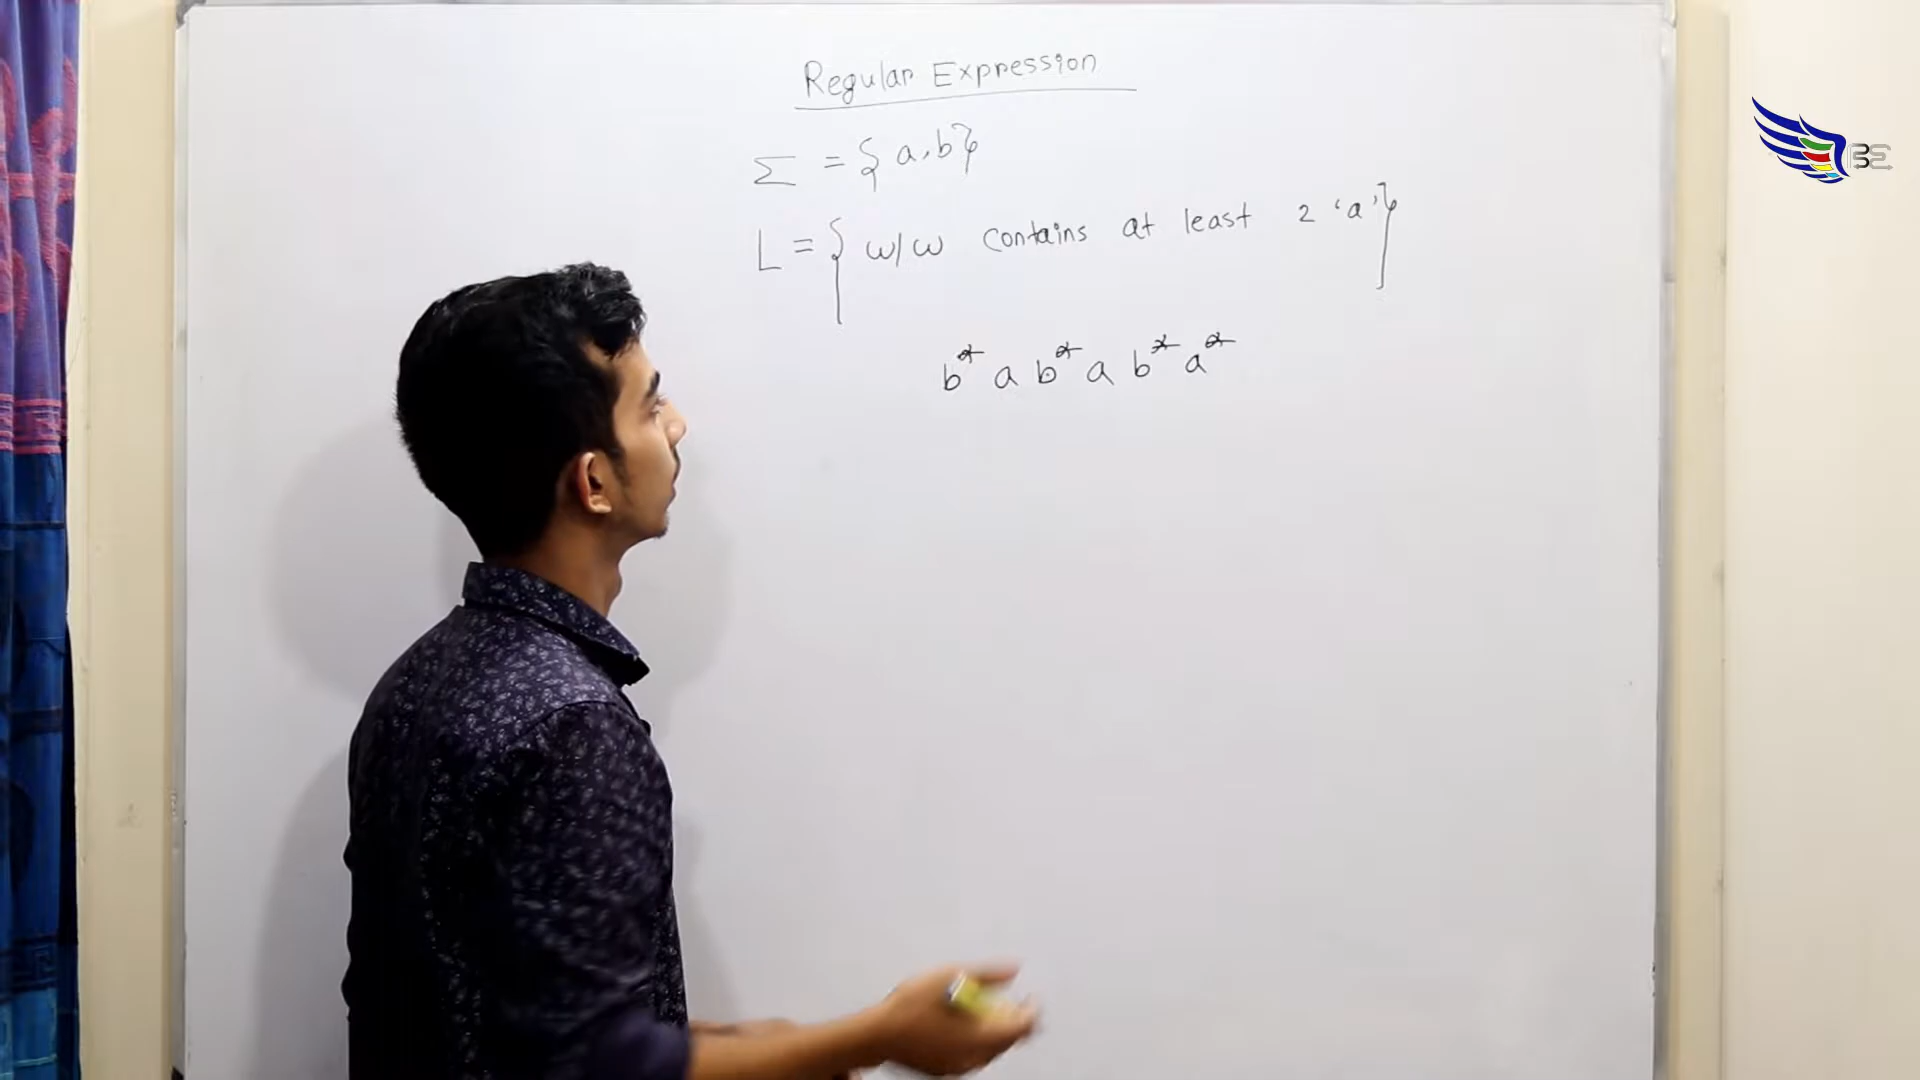 Regular Expression
Σ = { a, b}
L = { w/w contains at least 2 'a'}
b* a b* a b* a*